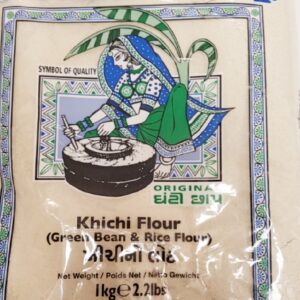 SYMBOL OF QUALITY
ORIGINAL
ઘંટી છાપ
Khichi Flour
(Green Bean & Rice Flour)
ખીચીનો લોટ
Net Weight / Poids Net / Netto Gewicht
1kg e 2.2lbs